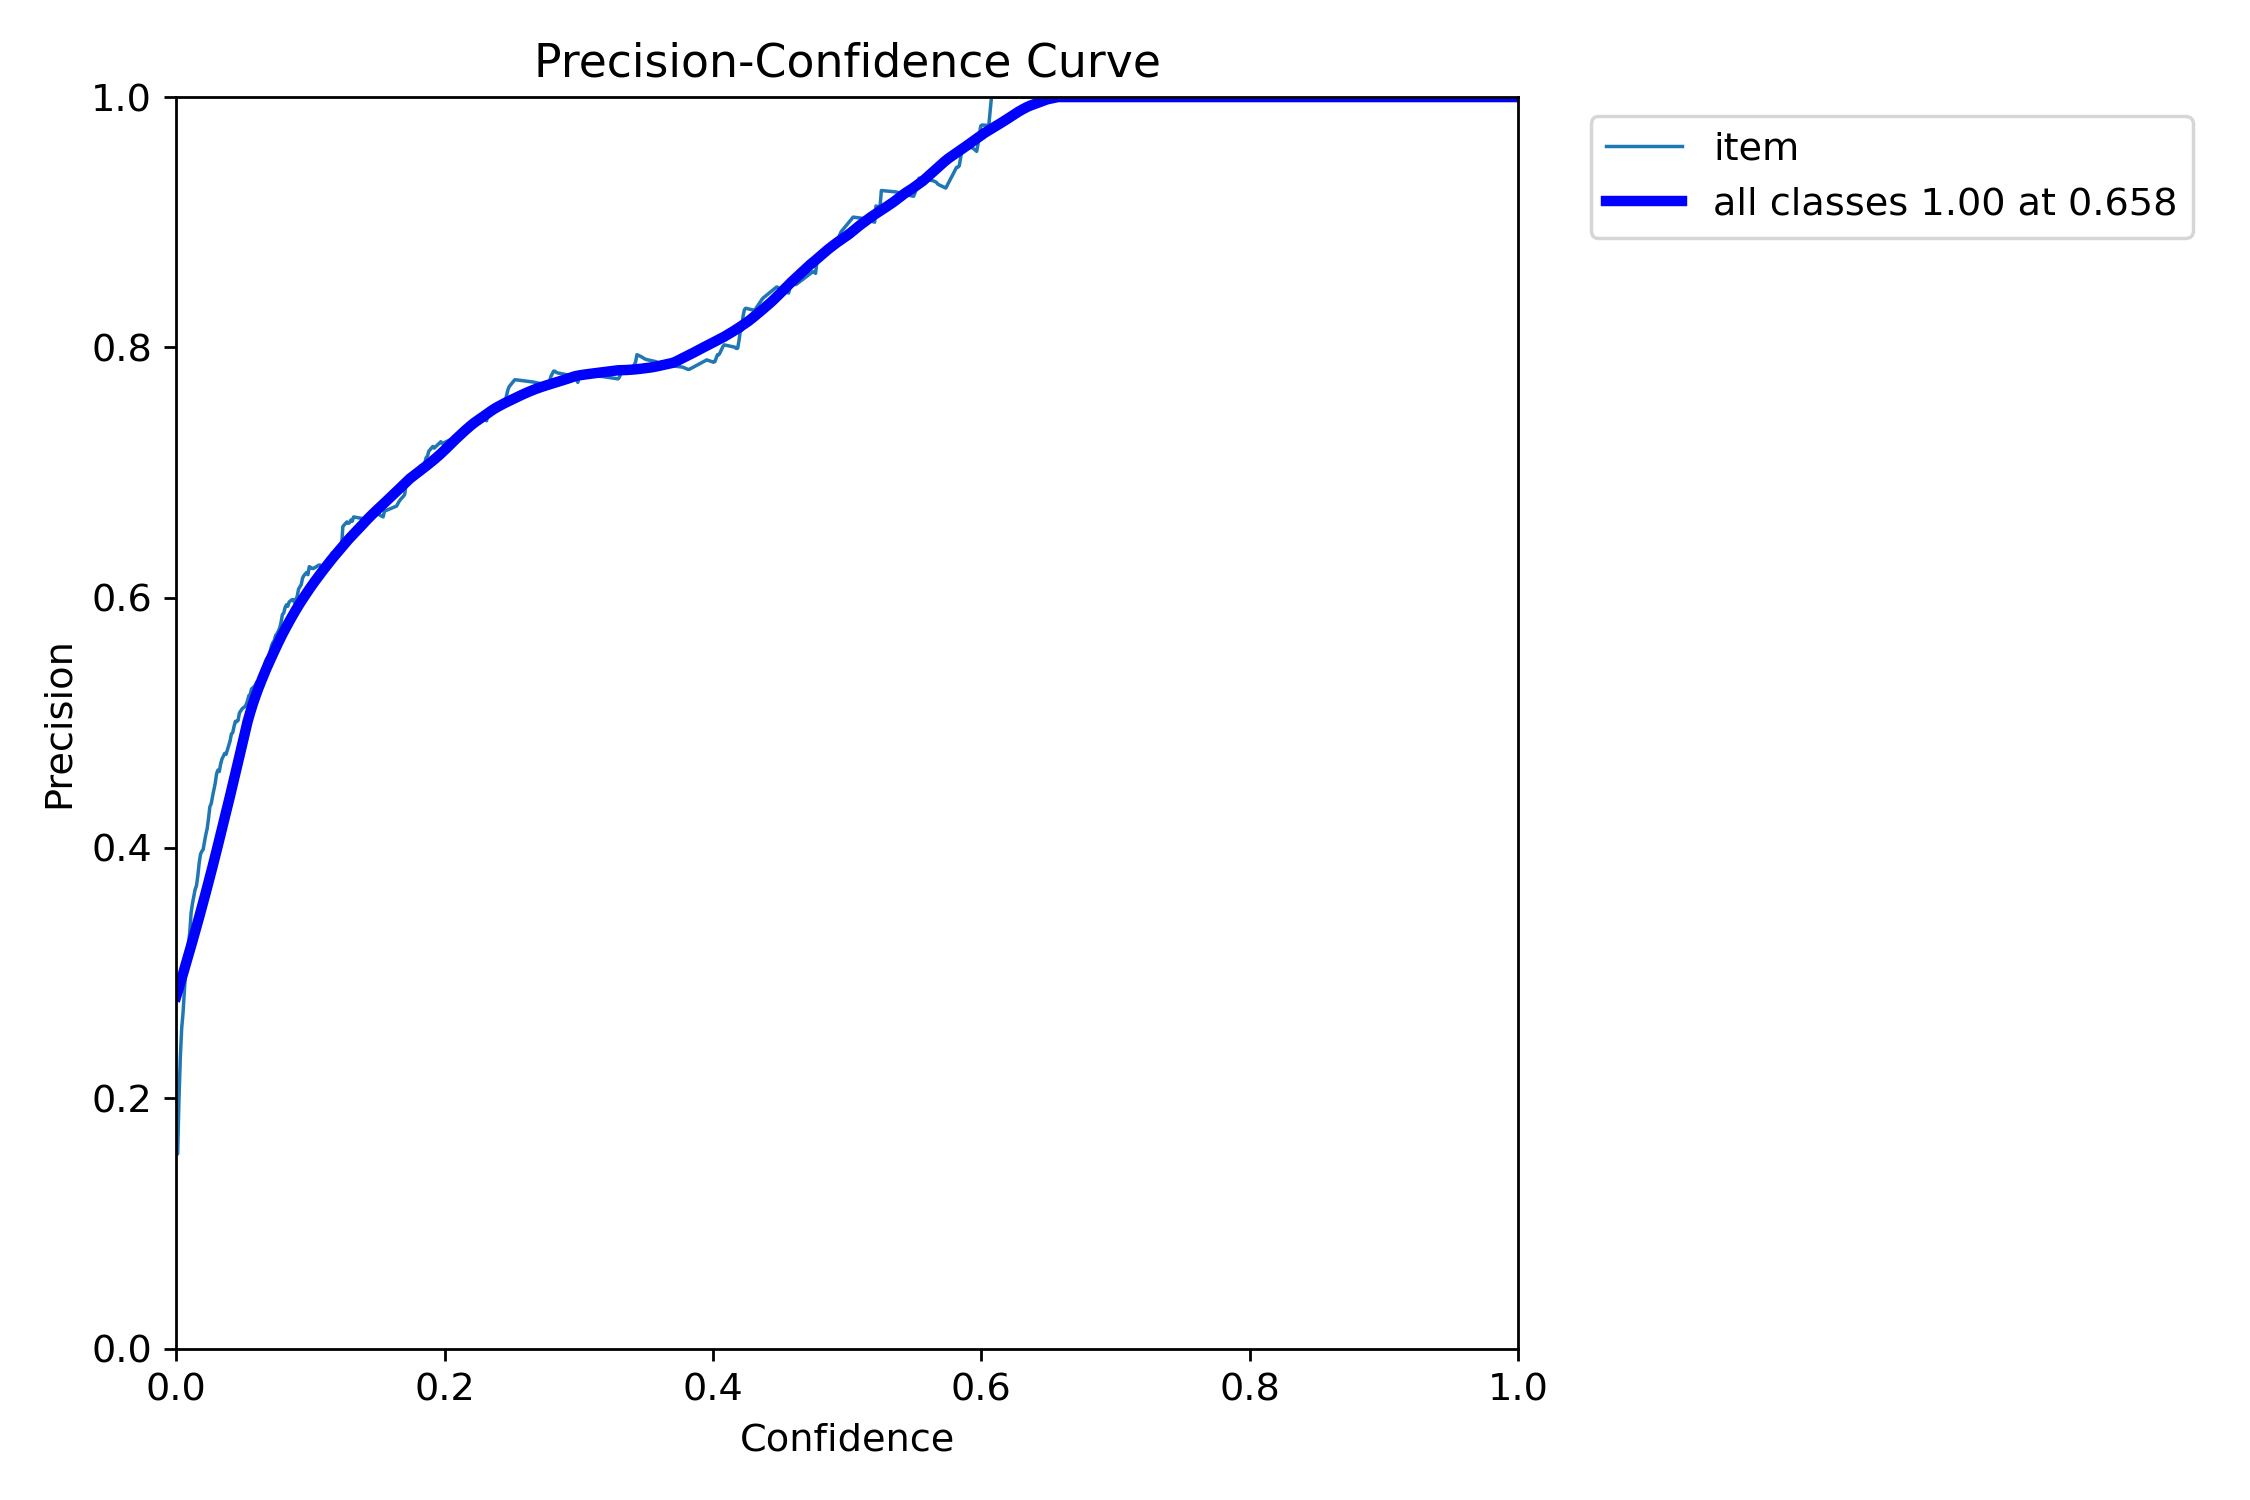 Precision-Confidence Curve
1.0
0.8
0.6
0.4
0.2
0.0
Precision
0.0 0.2 0.4 0.6 0.8 1.0
Confidence
item
all classes 1.00 at 0.658